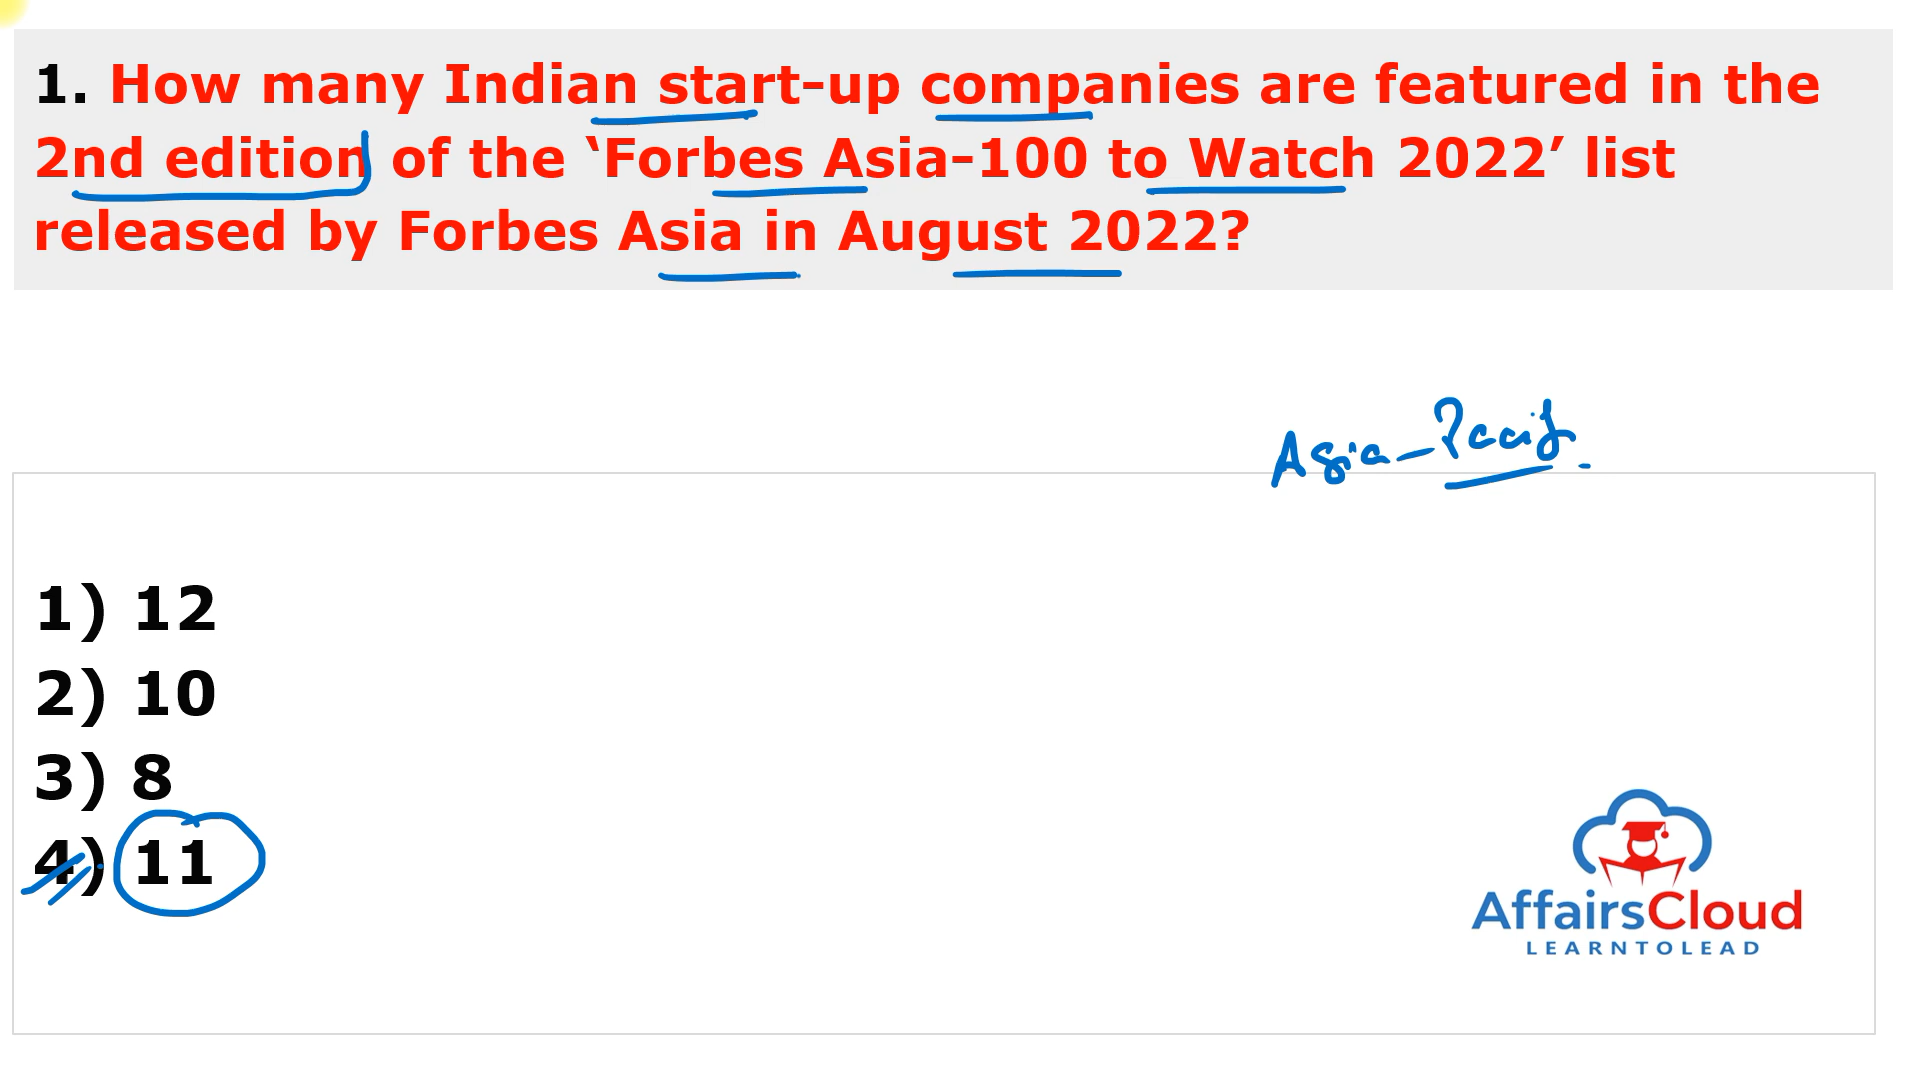 1. How many Indian start-up companies are featured in the
2nd edition of the ‘Forbes Asia-100 to Watch 2022’ list
released by Forbes Asia in August 2022?
Asia-Pacif.
1) 12
2) 10
3) 8
4) 11
AffairsCloud
LEARNTOLEAD